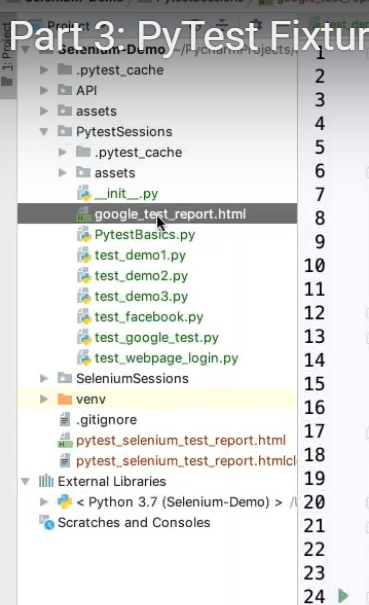 Project
Part 3: PyTest Fixtur
1: Project
Selenium-Demo ~/PycharmProjects/
.pytest_cache
API
assets
PytestSessions
.pytest_cache
assets
__init__.py
google_test_report.html
PytestBasics.py
test_demo1.py
test_demo2.py
test_demo3.py
test_facebook.py
test_google_test.py
test_webpage_login.py
SeleniumSessions
venv
.gitignore
pytest_selenium_test_report.html
pytest_selenium_test_report.htmlcl
External Libraries
< Python 3.7 (Selenium-Demo) > /
Scratches and Consoles
1
2
3
4
5
6
7
8
9
10
11
12
13
14
15
16
17
18
19
20
21
22
23
24